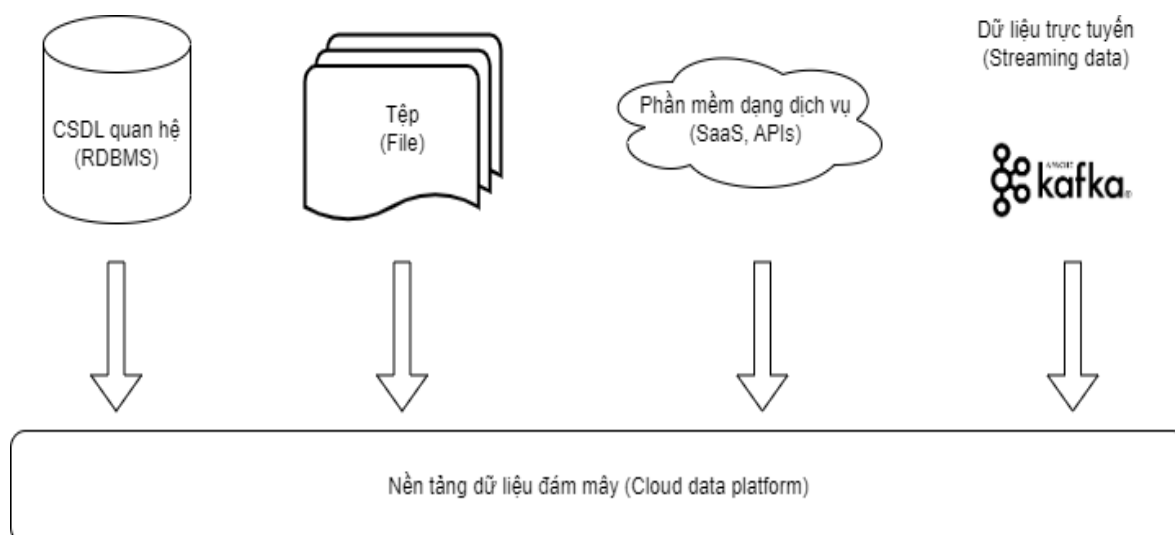 CSDL quan hệ
(RDBMS)
Tệp
(File)
Phần mềm dạng dịch vụ
(SaaS, APIs)
Dữ liệu trực tuyến
(Streaming data)
kafka®
Nền tảng dữ liệu đám mây (Cloud data platform)